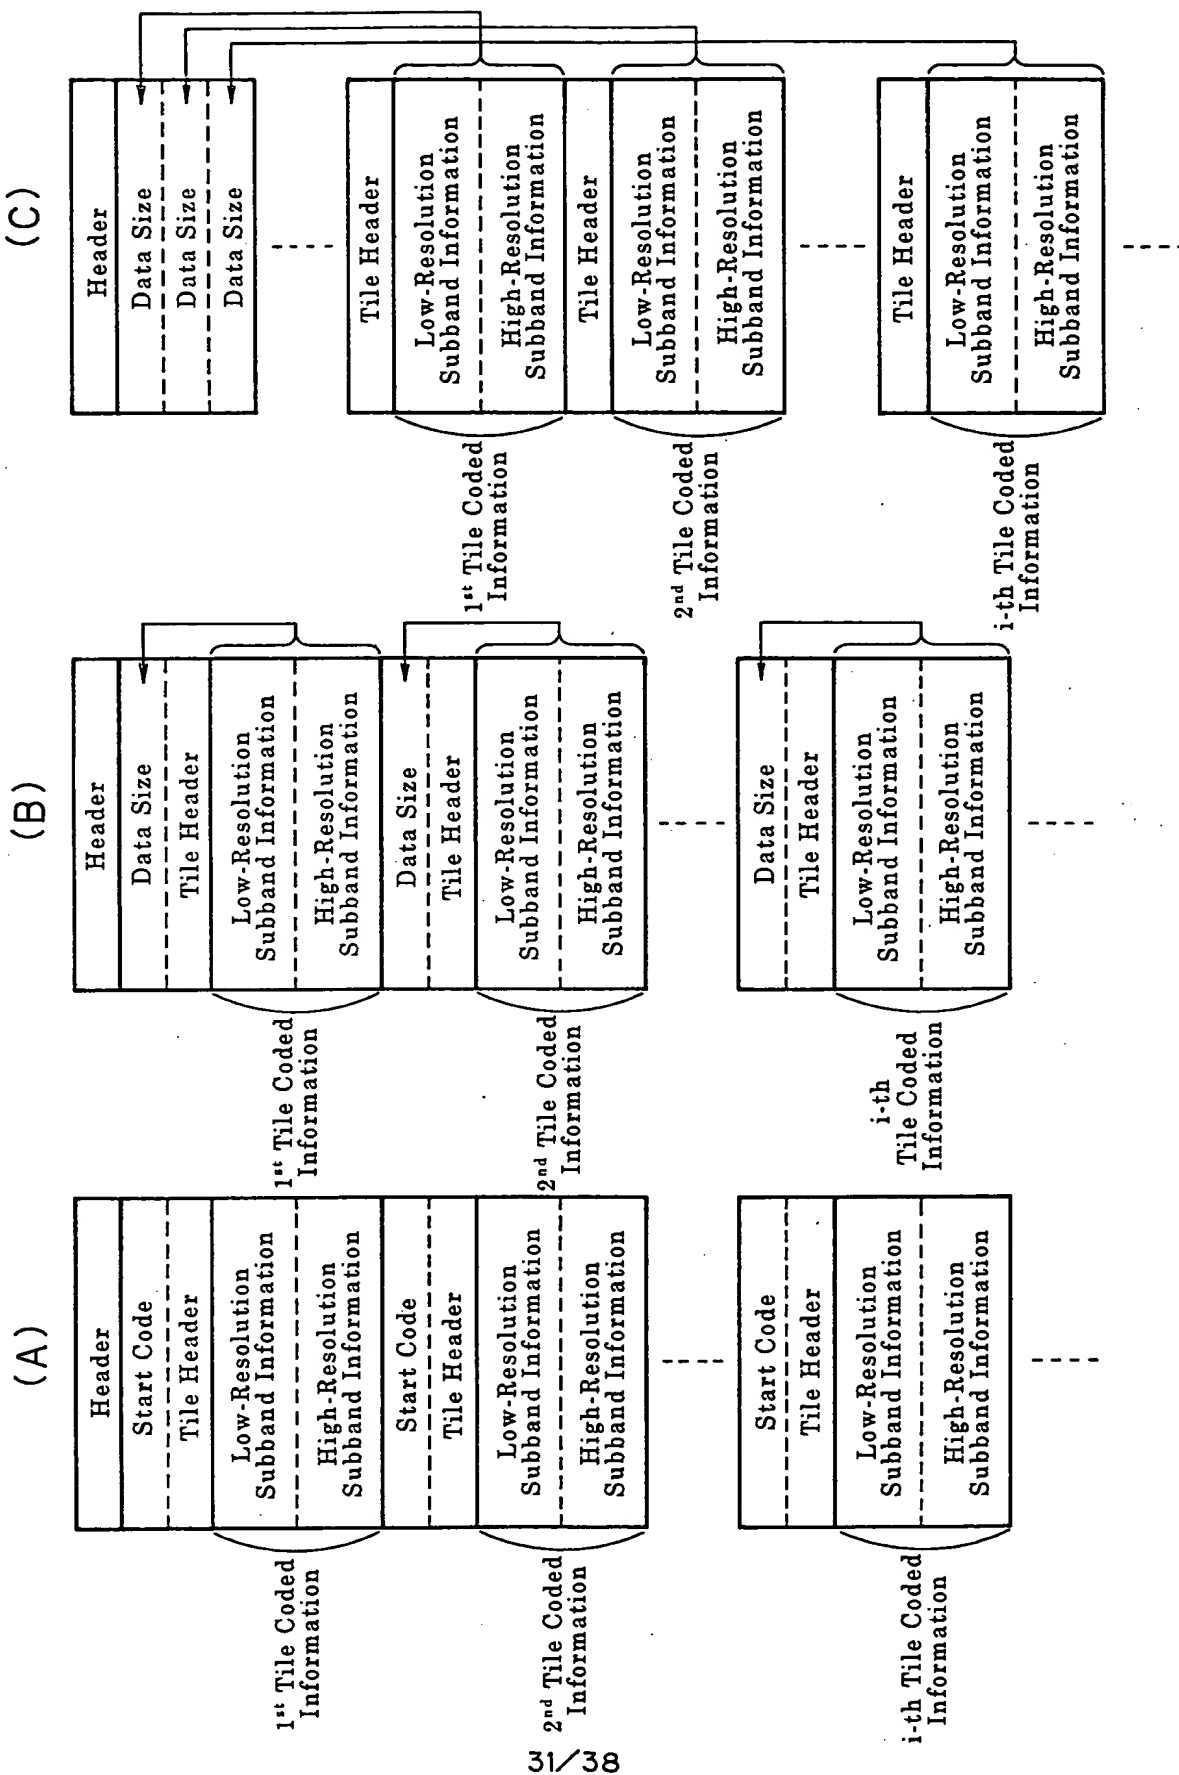 (A)
Header
Start Code
Tile Header
Low-Resolution
Subband Information
High-Resolution
Subband Information
1st Tile Coded
Information
Start Code
Tile Header
Low-Resolution
Subband Information
High-Resolution
Subband Information
2nd Tile Coded
Information
Start Code
Tile Header
Low-Resolution
Subband Information
High-Resolution
Subband Information
i-th Tile Coded
Information
(B)
Header
Data Size
Tile Header
Low-Resolution
Subband Information
High-Resolution
Subband Information
1st Tile Coded
Information
Data Size
Tile Header
Low-Resolution
Subband Information
High-Resolution
Subband Information
2nd Tile Coded
Information
Data Size
Tile Header
Low-Resolution
Subband Information
High-Resolution
Subband Information
i-th
Tile Coded
Information
(C)
Header
Data Size
Data Size
Data Size
Tile Header
Low-Resolution
Subband Information
High-Resolution
Subband Information
1st Tile Coded
Information
Tile Header
Low-Resolution
Subband Information
High-Resolution
Subband Information
2nd Tile Coded
Information
Tile Header
Low-Resolution
Subband Information
High-Resolution
Subband Information
i-th Tile Coded
Information
31/38